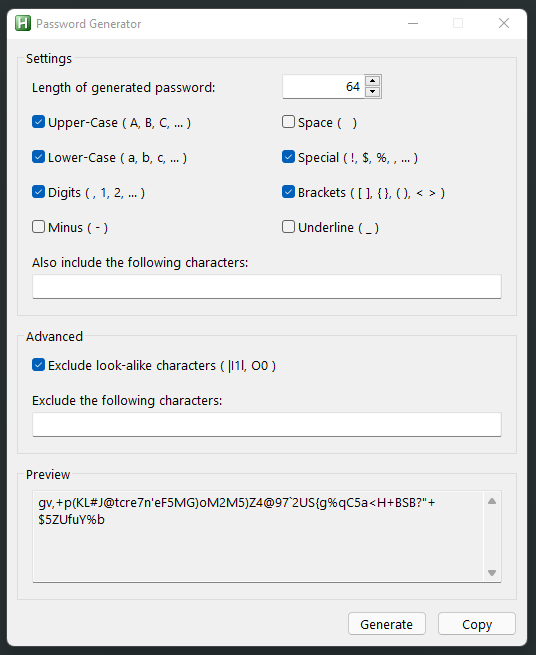 Password Generator
Settings
Length of generated password:
64
Upper-Case ( A, B, C, ... )
Space (   )
Lower-Case ( a, b, c, ... )
Special ( !, $, %, , ... )
Digits ( , 1, 2, ... )
Brackets ( [ ], { }, ( ), < > )
Minus ( - )
Underline ( _ )
Also include the following characters:
Advanced
Exclude look-alike characters ( |I1l, O0 )
Exclude the following characters:
Preview
gv,+p(KL#J@tcre7n'eF5MG)oM2M5)Z4@97`2US{g%qC5a<H+BSB?"+
$5ZUfuY%b
Generate
Copy